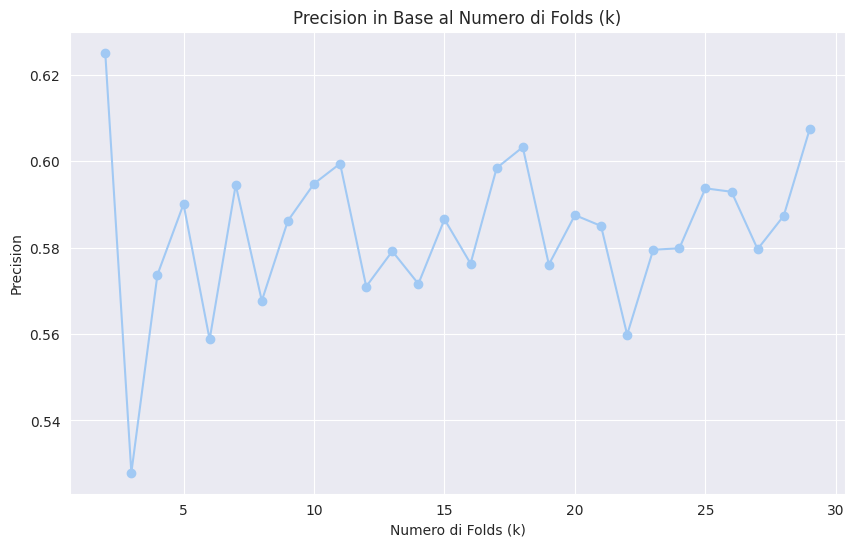 Precision in Base al Numero di Folds (k)
0.62
0.60
0.58
0.56
0.54
Precision
5 10 15 20 25 30
Numero di Folds (k)